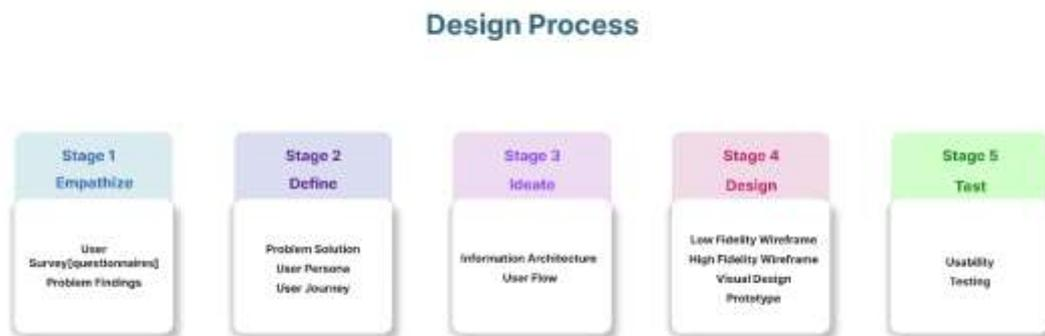 Design Process
Stage 1
Empathize
User
Survey[questionnaires]
Problem Findings
Stage 2
Define
Problem Solution
User Persona
User Journey
Stage 3
Ideate
Information Architecture
User Flow
Stage 4
Design
Low Fidelity Wireframe
High Fidelity Wireframe
Visual Design
Prototype
Stage 5
Test
Usability
Testing